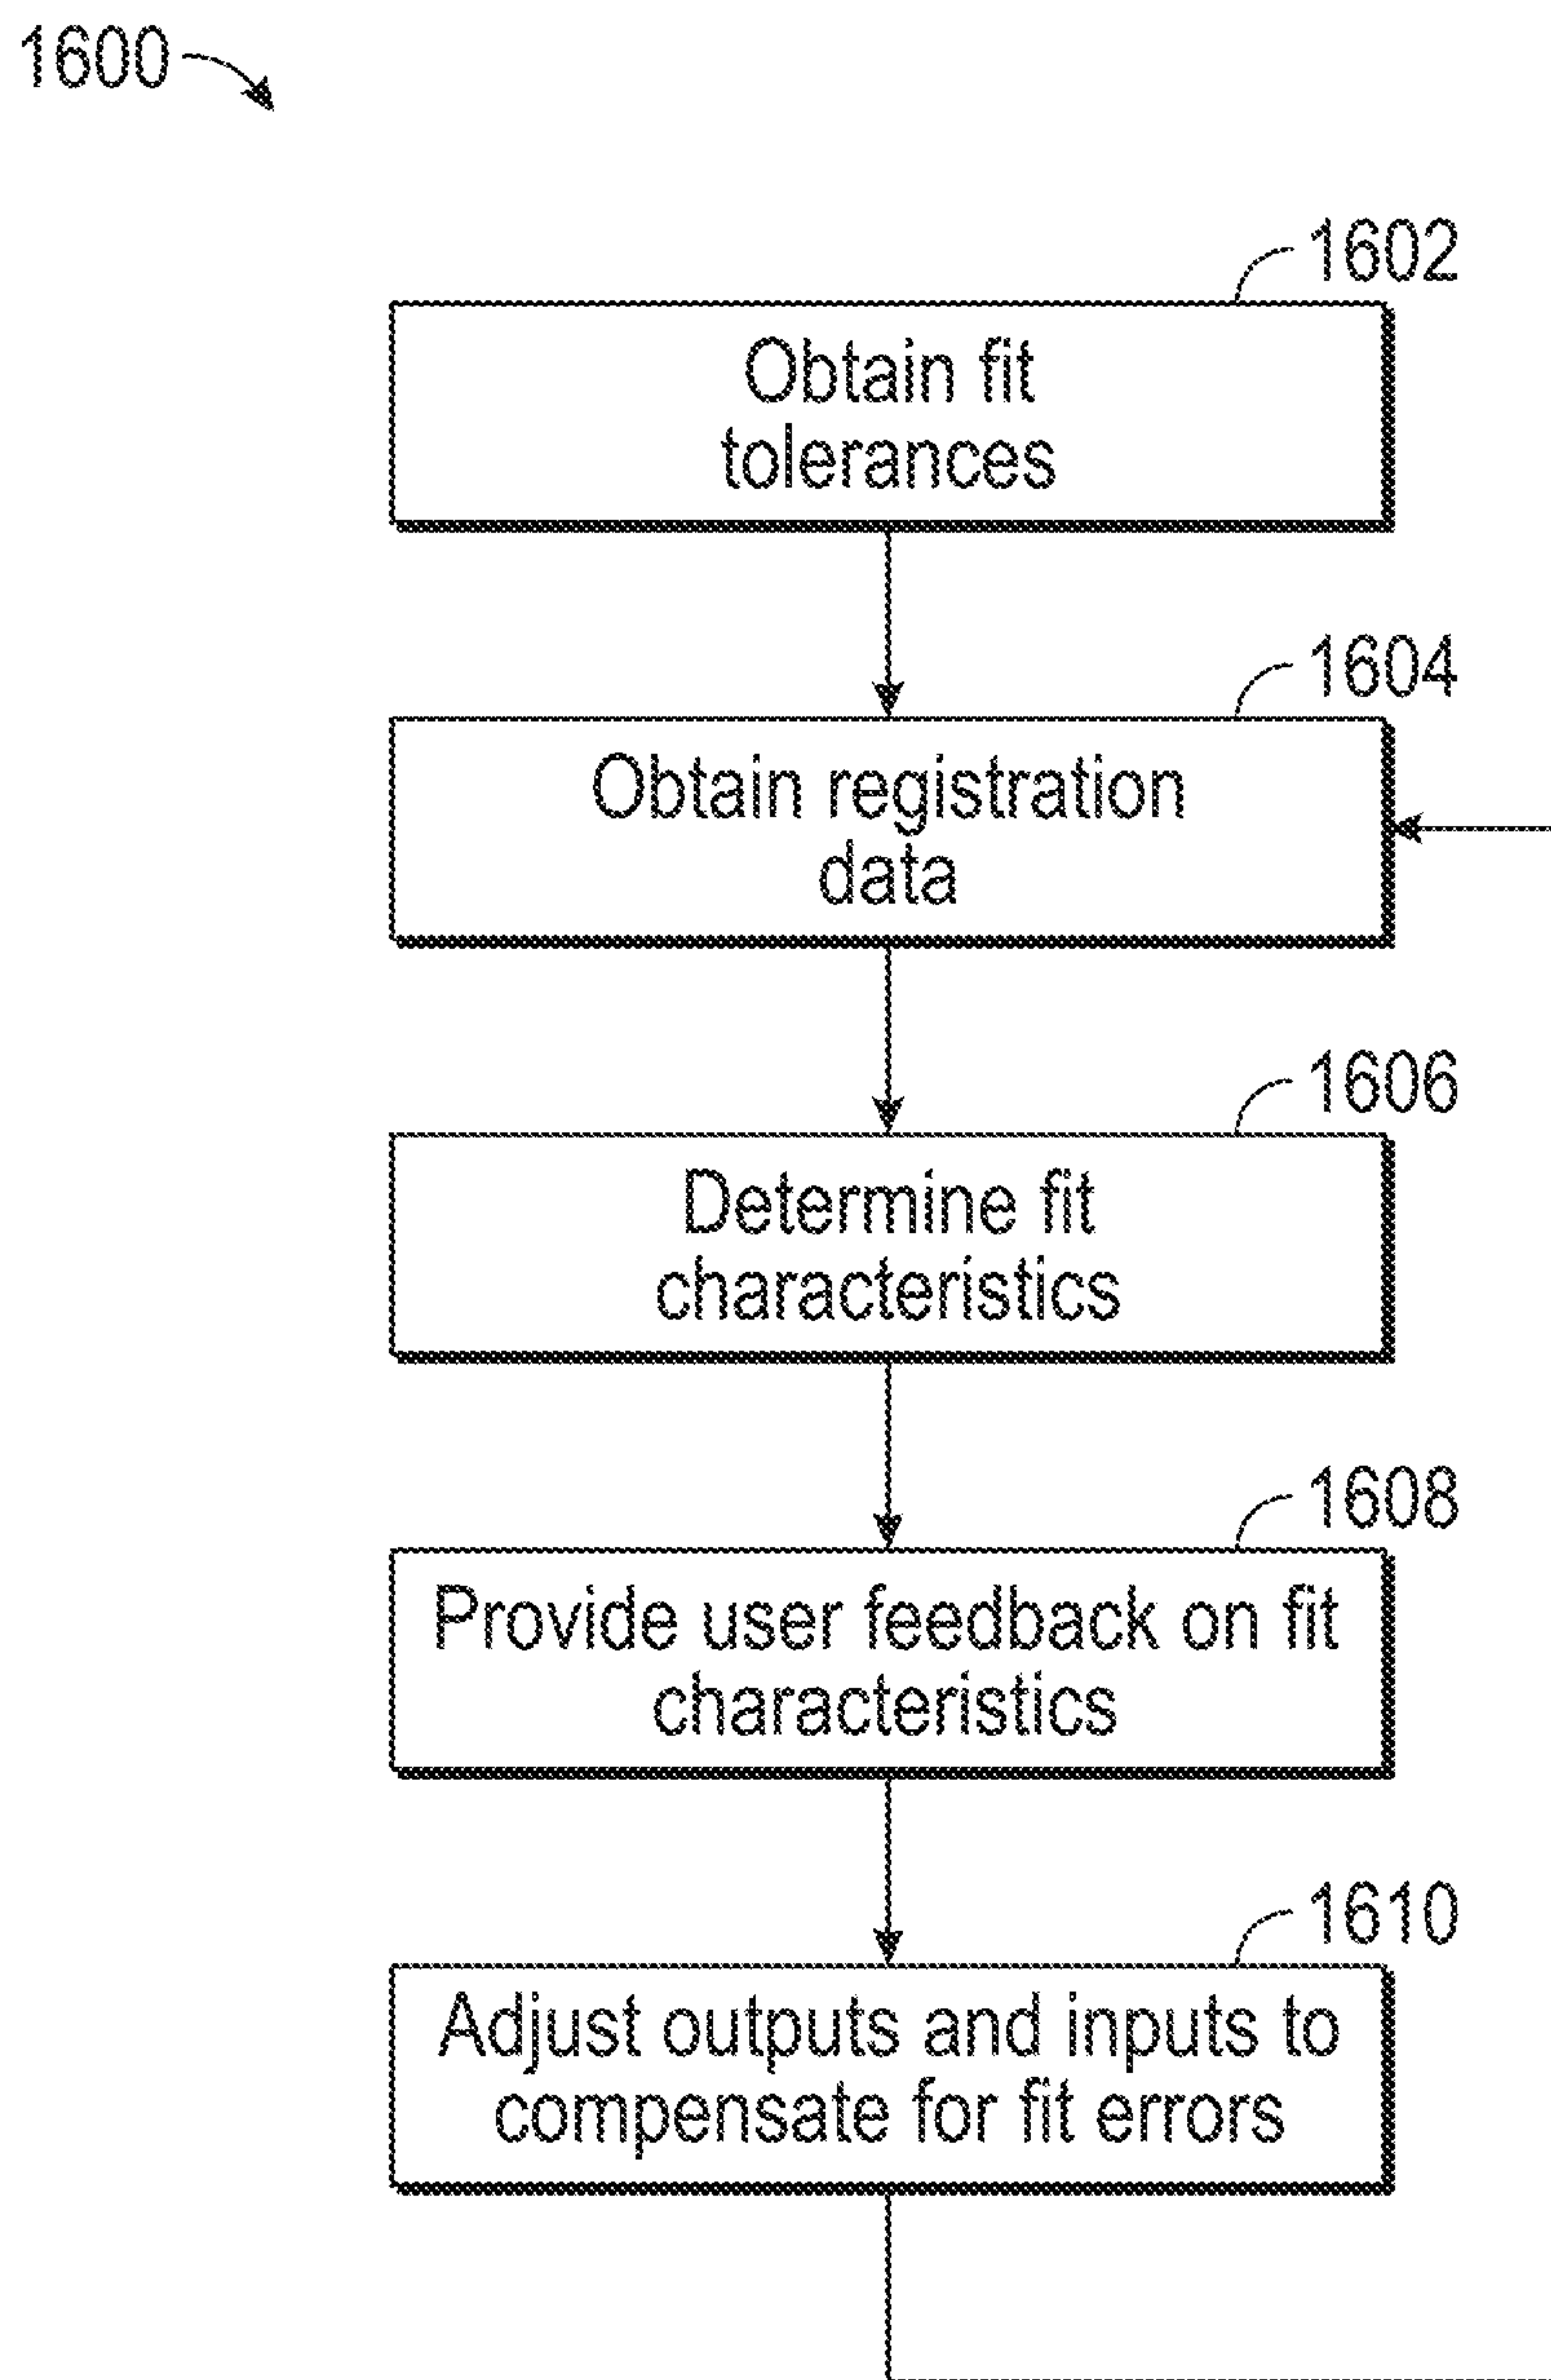 1600
1602
Obtain fit
tolerances
1604
Obtain registration
data
1606
Determine fit
characteristics
1608
Provide user feedback on fit
characteristics
1610
Adjust outputs and inputs to
compensate for fit errors